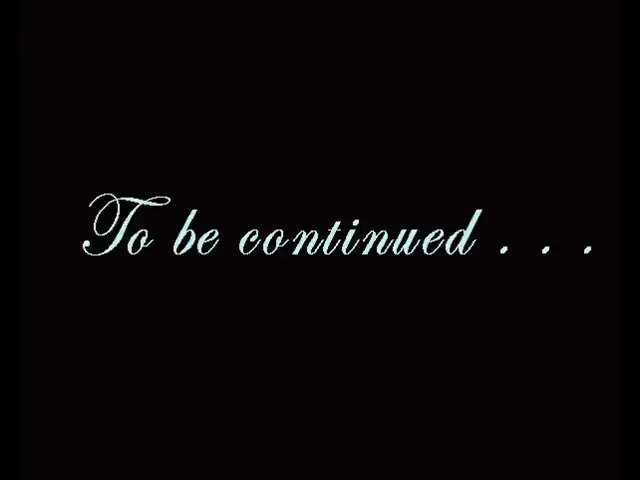 To be continued . . .